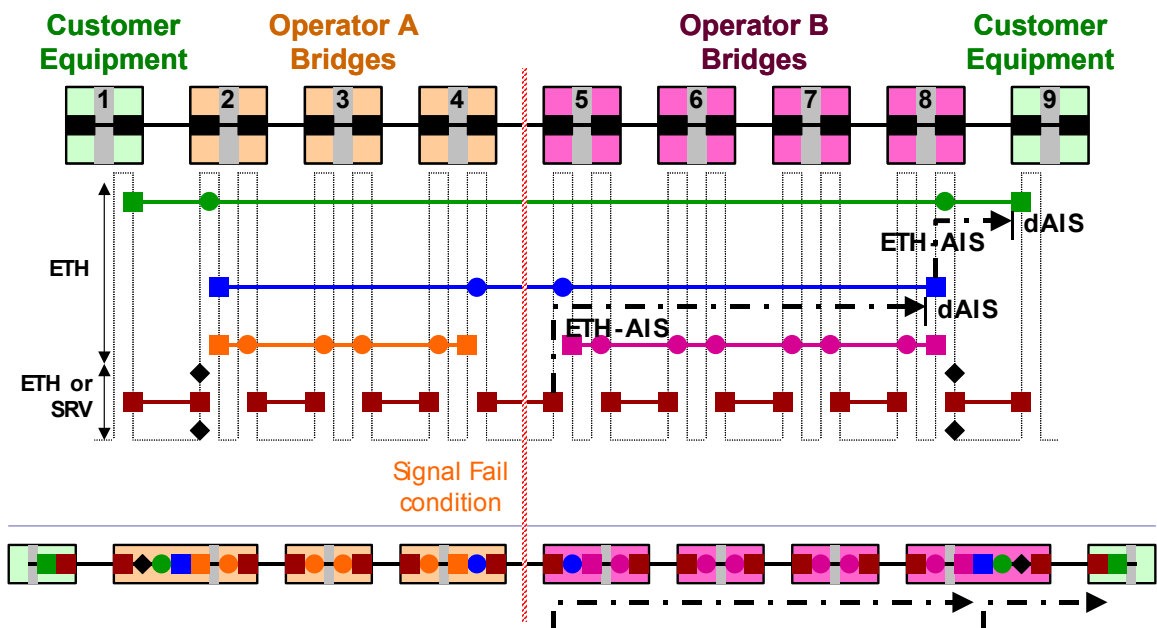 Customer
Equipment
Operator A
Bridges
Operator B
Bridges
Customer
Equipment
1
2
3
4
5
6
7
8
9
ETH
ETH-AIS
dAIS
ETH-AIS
dAIS
ETH or
SRV
Signal Fail
condition